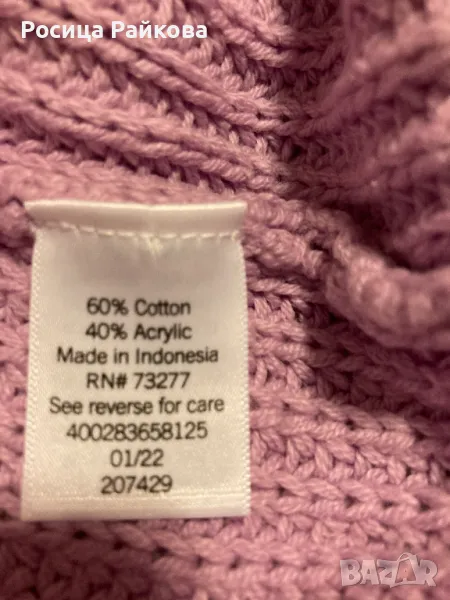 Росица Райкова
60% Cotton
40% Acrylic
Made in Indonesia
RN# 73277
See reverse for care
400283658125
01/22
207429
BAZAR